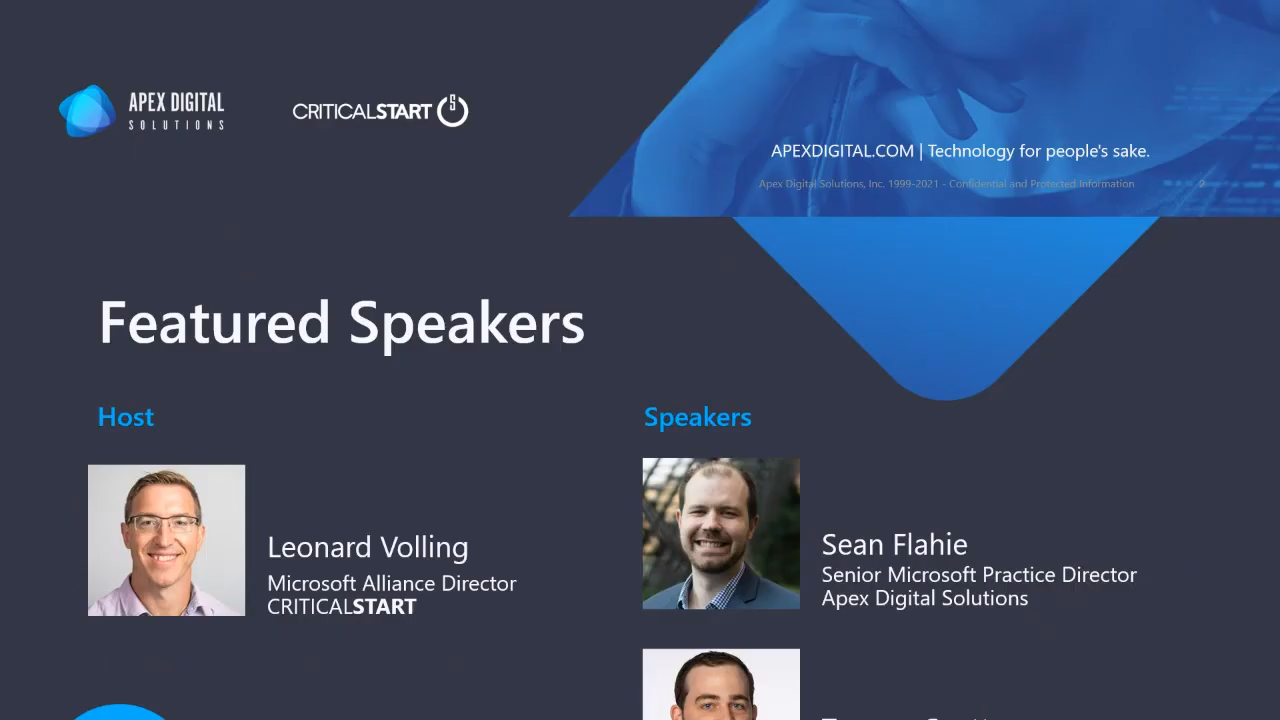 APEX DIGITAL
SOLUTIONS
CRITICALSTART
APEXDIGITAL.COM | Technology for people's sake.
Apex Digital Solutions, Inc. 1999-2021 - Confidential and Protected Information
2
Featured Speakers
Host
Speakers
Leonard Volling
Microsoft Alliance Director
CRITICALSTART
Sean Flahie
Senior Microsoft Practice Director
Apex Digital Solutions